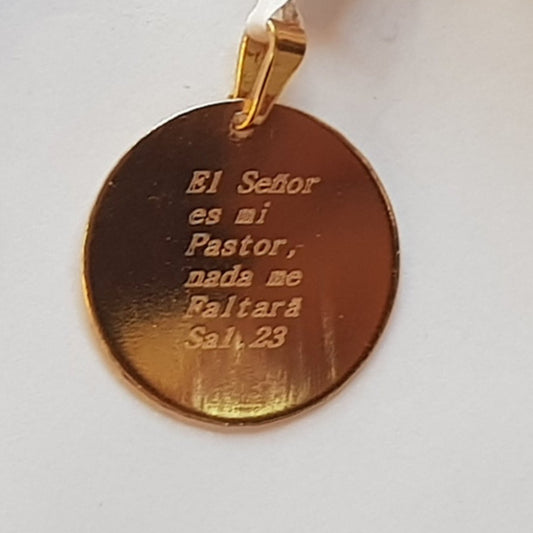 El Señor
es mi
Pastor,
nada me
Faltará
Sal.23